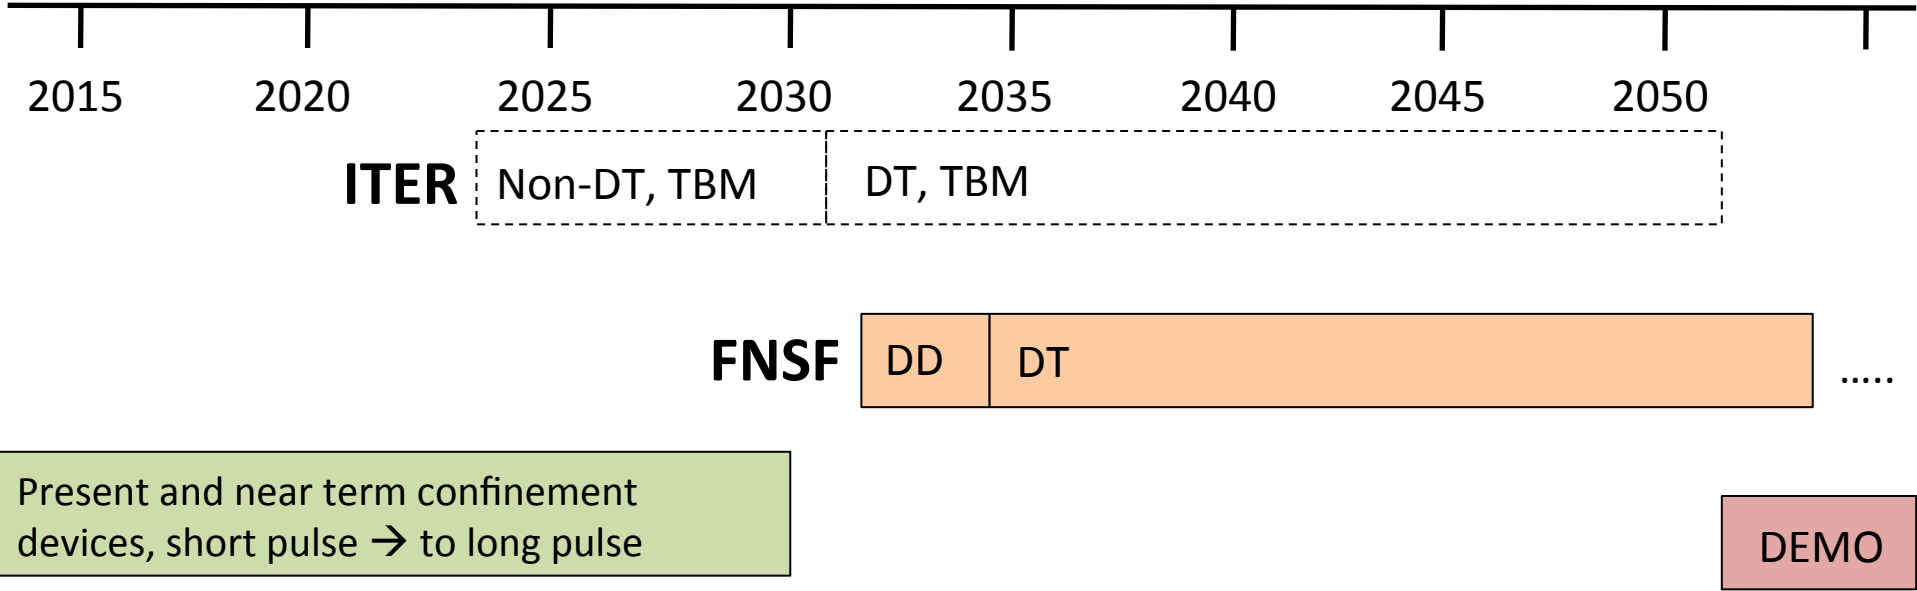 2015 2020 2025 2030 2035 2040 2045 2050
ITER Non-DT, TBM DT, TBM
FNSF DD DT .....
Present and near term confinement
devices, short pulse → to long pulse
DEMO